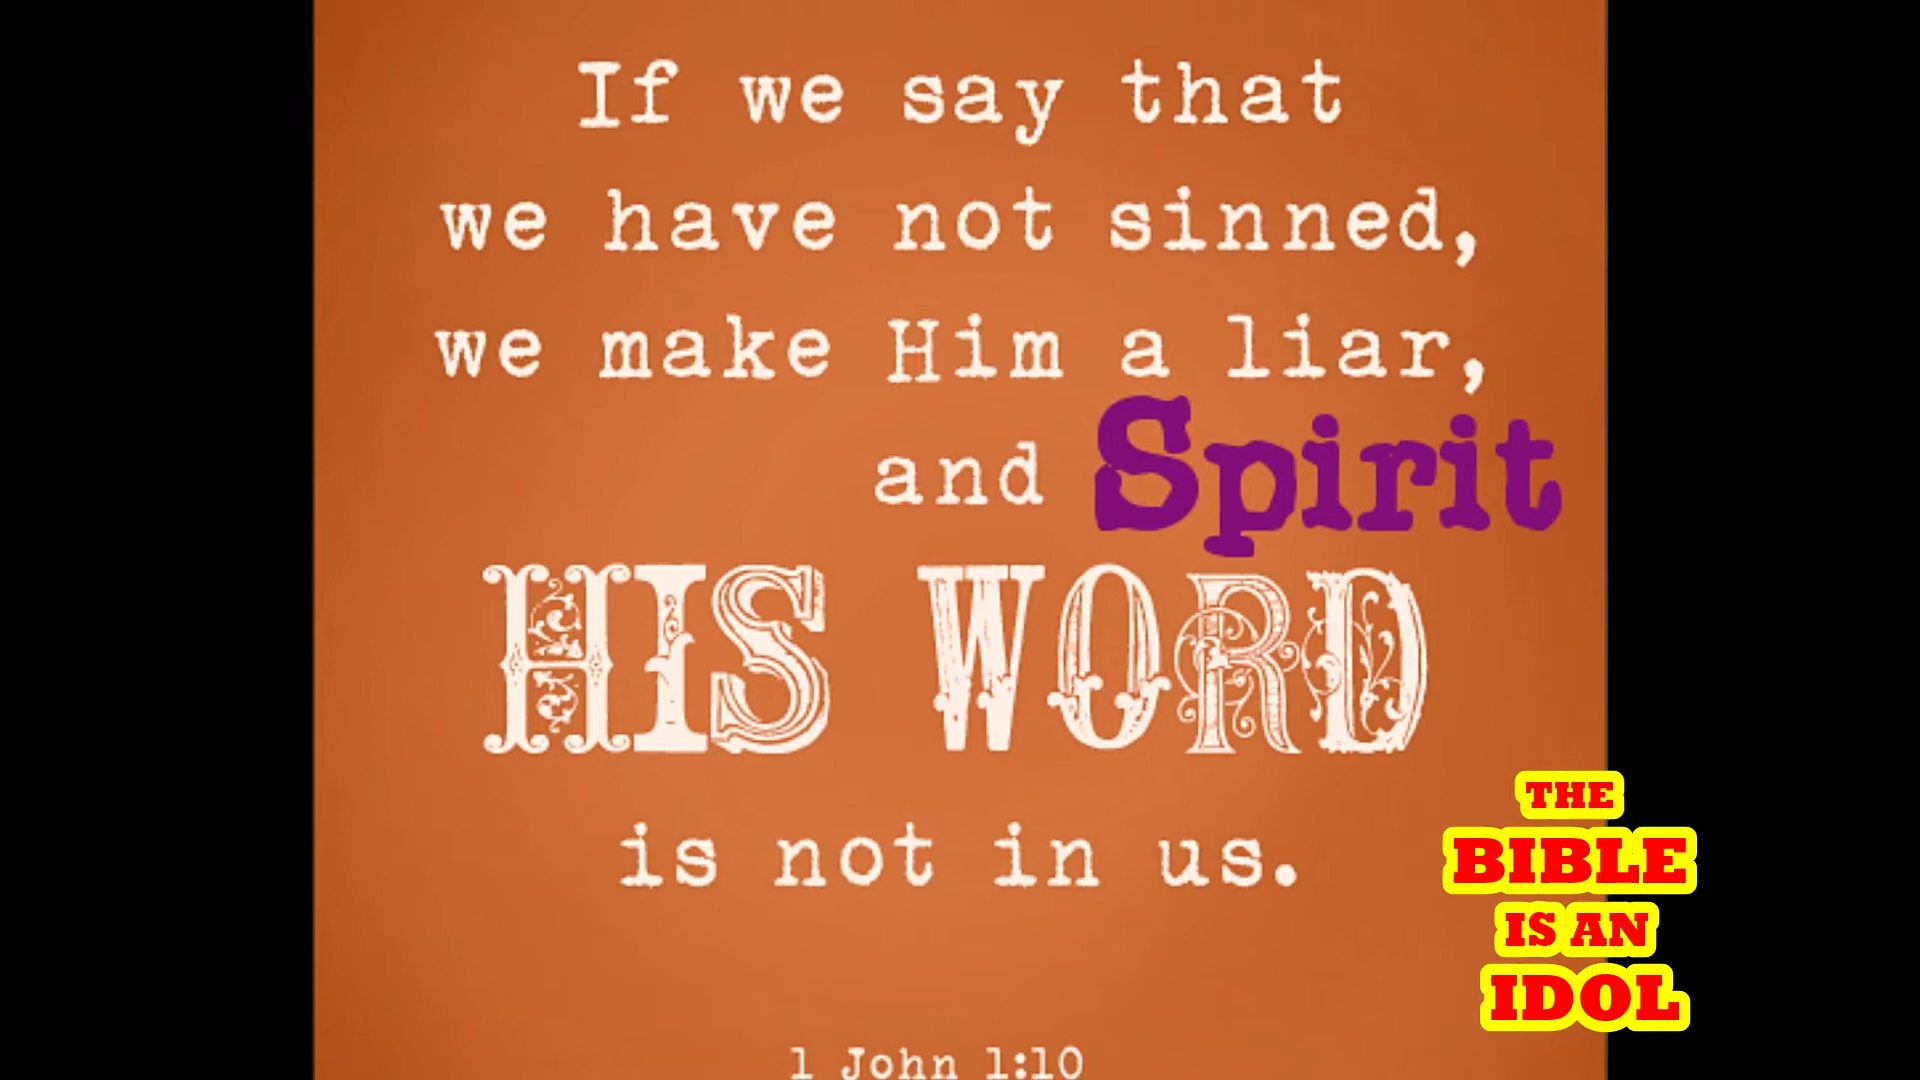 If we say that
we have not sinned,
we make Him a liar,
and Spirit
HIS WORD
is not in us.
THE
BIBLE
IS AN
IDOL
1 John 1:10